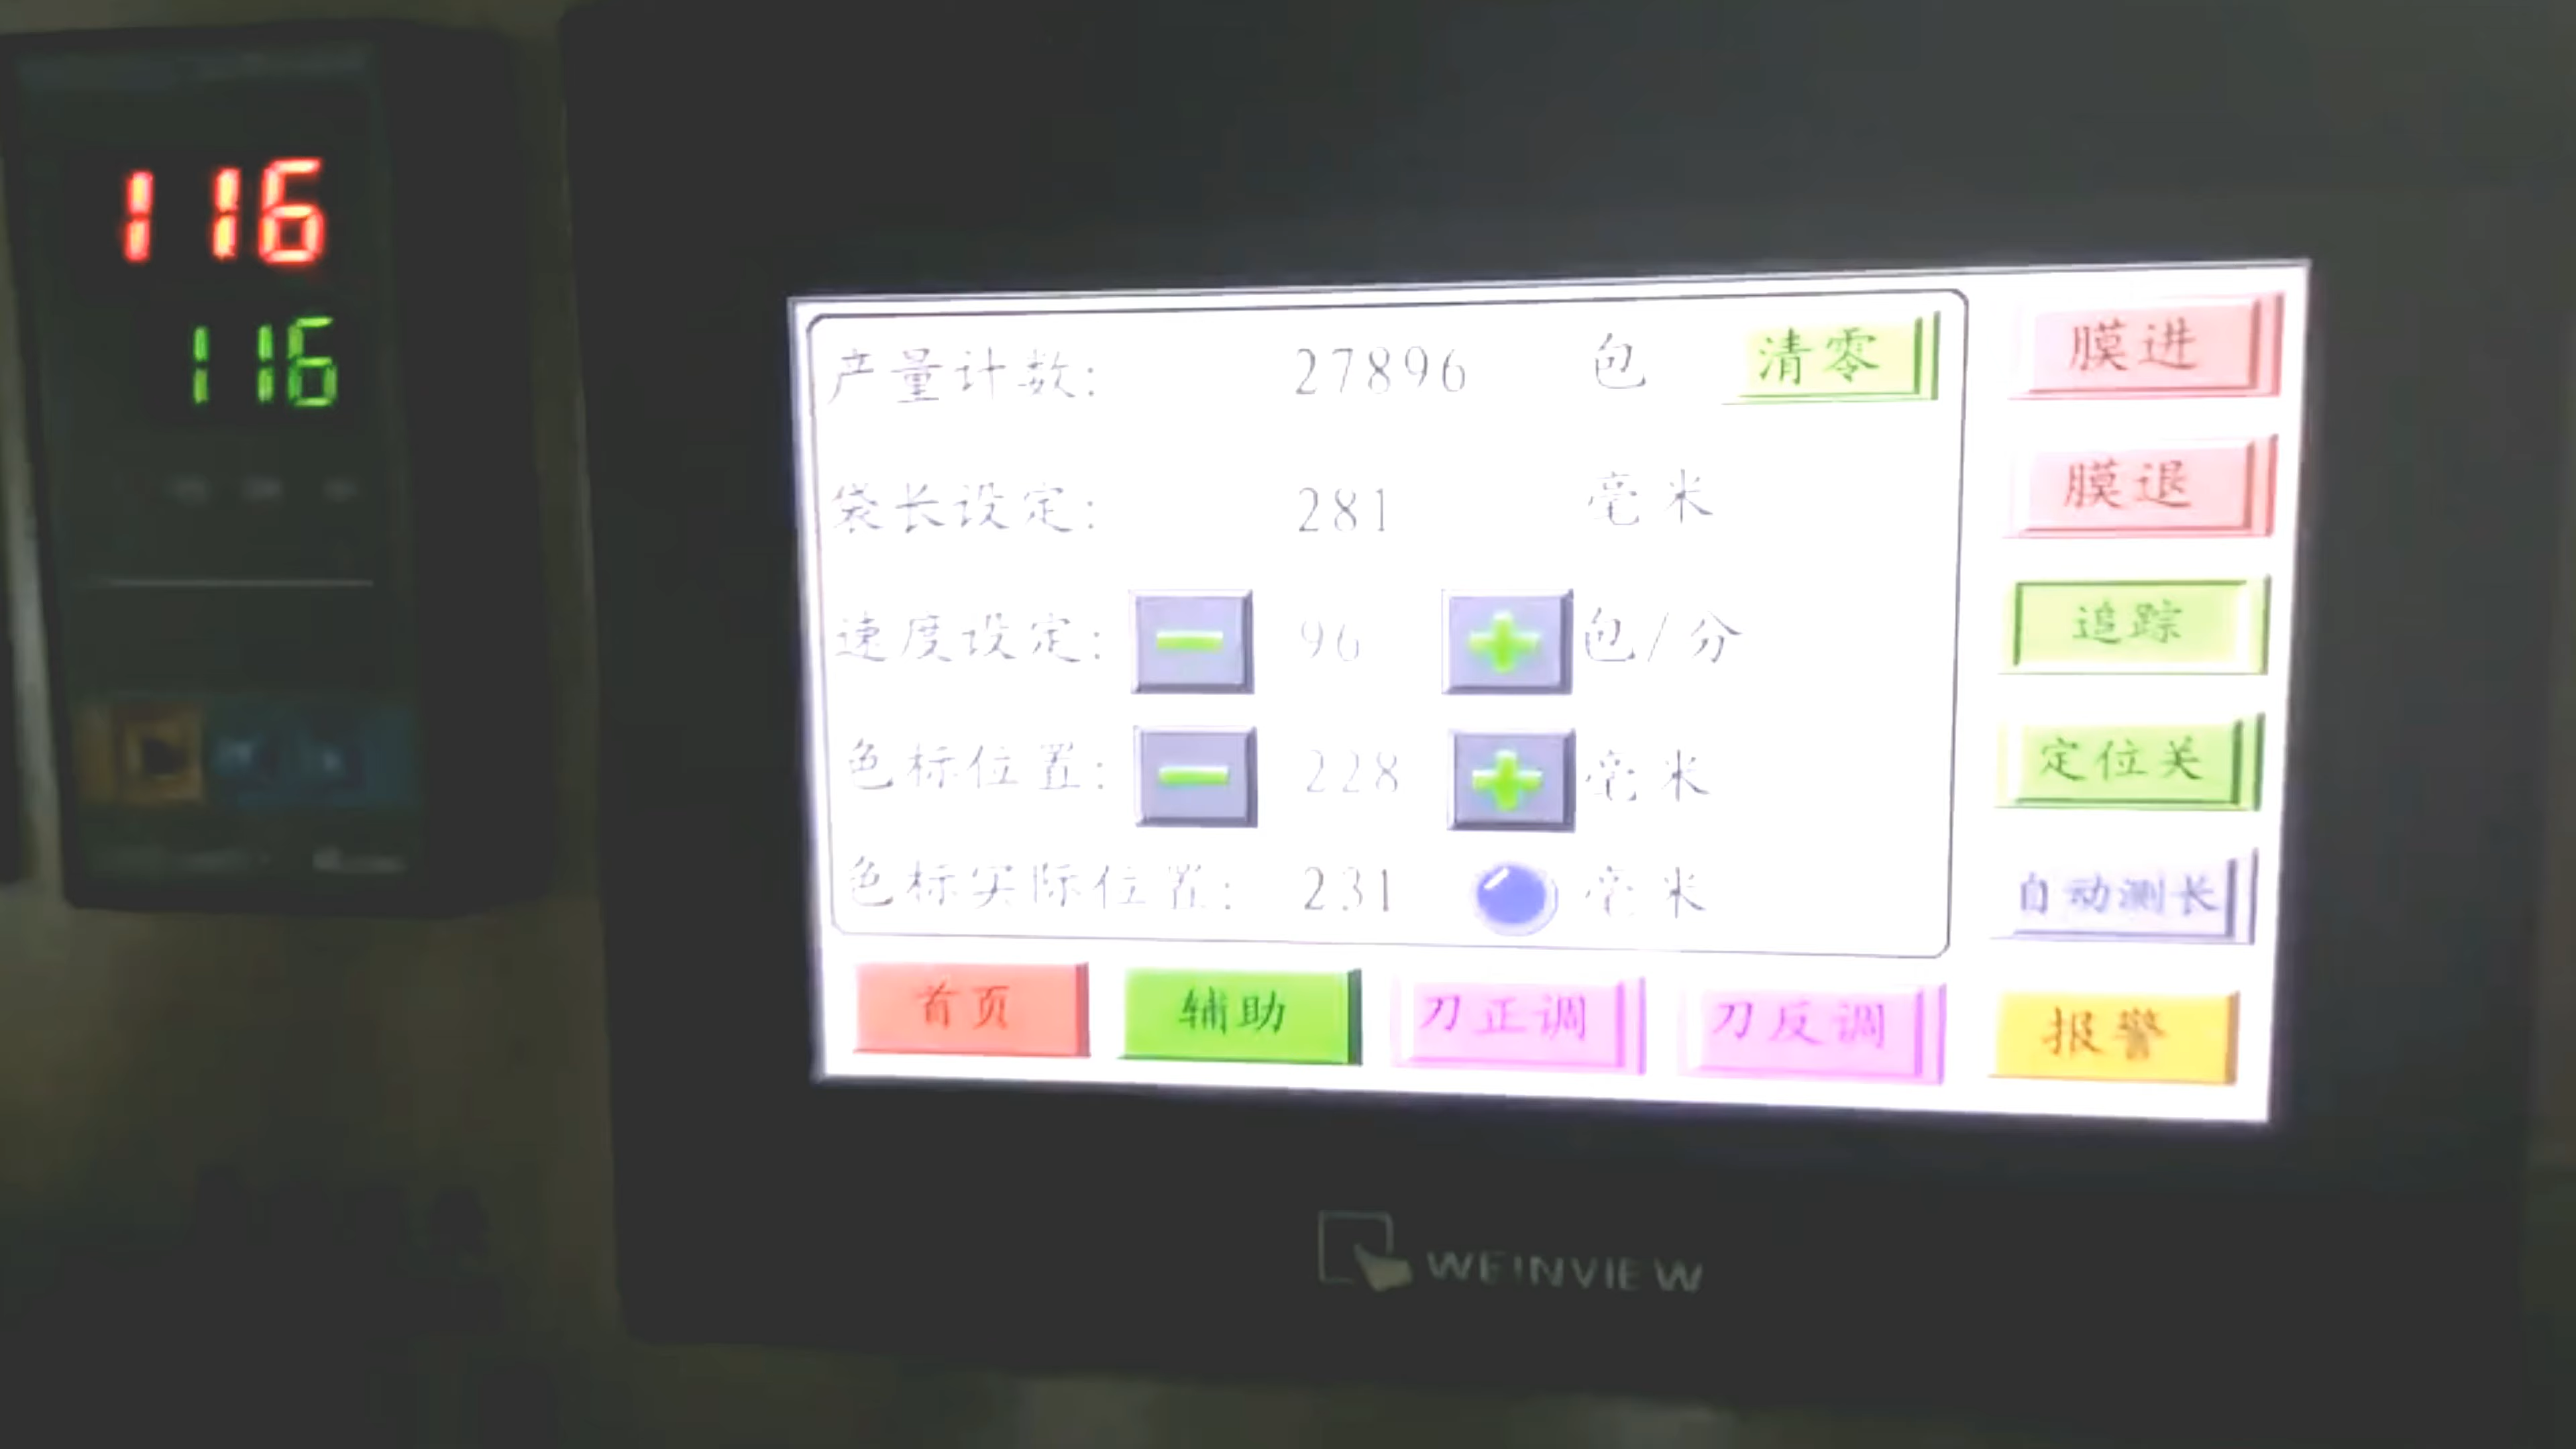 116
116
产量计数: 27896 包 清零
袋长设定: 281 毫米
速度设定: 96 包/分
色标位置: 228 毫米
色标实际位置: 231 毫米
膜进
膜退
追踪
定位关
自动测长
首页 辅助 刀正调 刀反调 报警
WEINVIEW